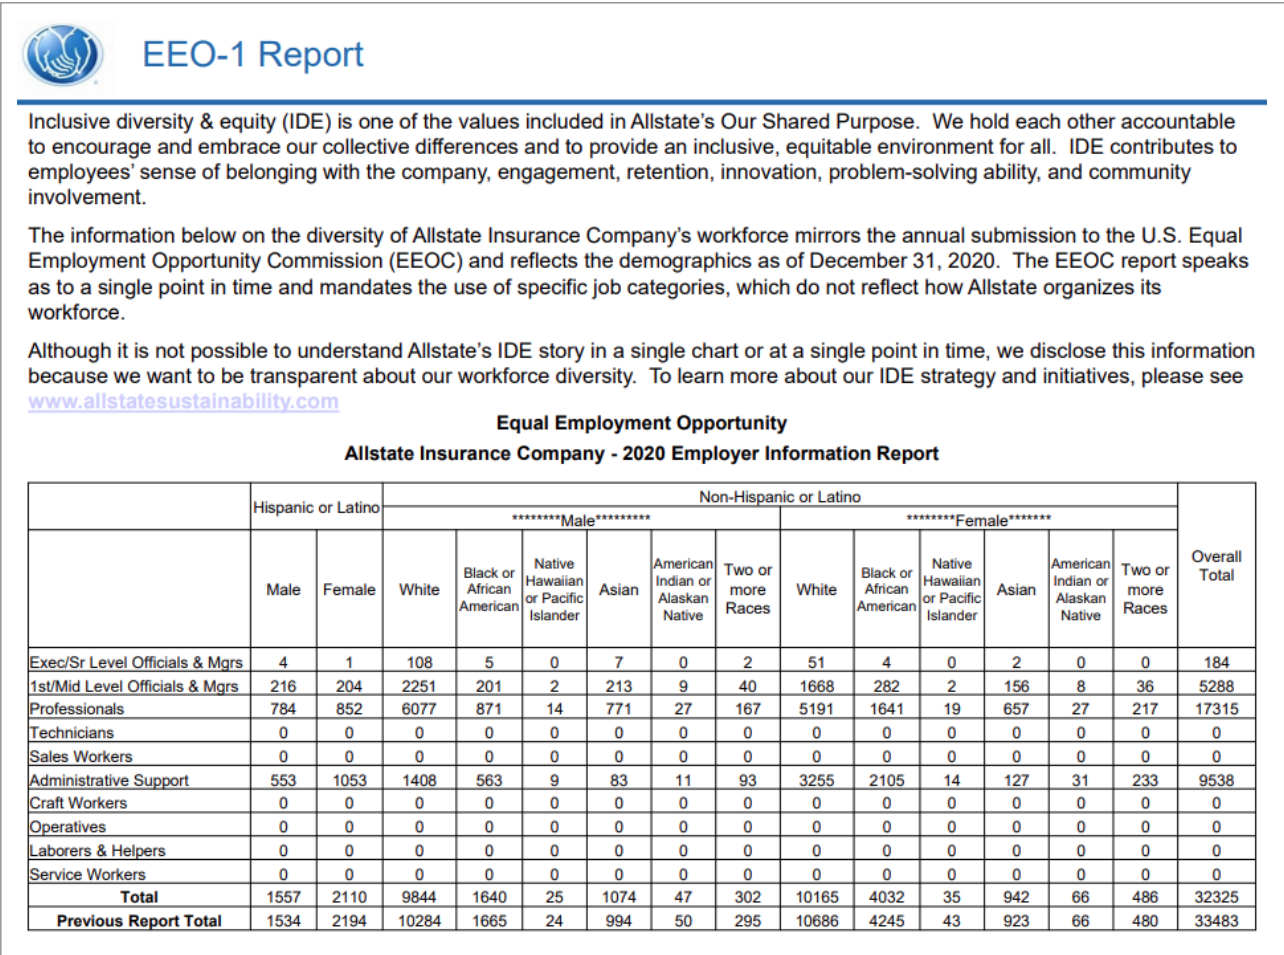 EEO-1 Report
Inclusive diversity & equity (IDE) is one of the values included in Allstate's Our Shared Purpose.  We hold each other accountable
to encourage and embrace our collective differences and to provide an inclusive, equitable environment for all.  IDE contributes to
employees' sense of belonging with the company, engagement, retention, innovation, problem-solving ability, and community
involvement.
The information below on the diversity of Allstate Insurance Company's workforce mirrors the annual submission to the U.S. Equal
Employment Opportunity Commission (EEOC) and reflects the demographics as of December 31, 2020.  The EEOC report speaks
as to a single point in time and mandates the use of specific job categories, which do not reflect how Allstate organizes its
workforce.
Although it is not possible to understand Allstate's IDE story in a single chart or at a single point in time, we disclose this information
because we want to be transparent about our workforce diversity.  To learn more about our IDE strategy and initiatives, please see
www.allstatesustainability.com
Equal Employment Opportunity
Allstate Insurance Company - 2020 Employer Information Report
Hispanic or Latino
Non-Hispanic or Latino
********Male*********
********Female*******
Overall
Total
Male
Female
White
Black or
African
American
Native
Hawaiian
or Pacific
Islander
Asian
American
Indian or
Alaskan
Native
Two or
more
Races
White
Black or
African
American
Native
Hawaiian
or Pacific
Islander
Asian
American
Indian or
Alaskan
Native
Two or
more
Races
Exec/Sr Level Officials & Mgrs 4 1 108 5 0 7 0 2 51 4 0 2 0 0 184
1st/Mid Level Officials & Mgrs 216 204 2251 201 2 213 9 40 1668 282 2 156 8 36 5288
Professionals 784 852 6077 871 14 771 27 167 5191 1641 19 657 27 217 17315
Technicians 0 0 0 0 0 0 0 0 0 0 0 0 0 0 0
Sales Workers 0 0 0 0 0 0 0 0 0 0 0 0 0 0 0
Administrative Support 553 1053 1408 563 9 83 11 93 3255 2105 14 127 31 233 9538
Craft Workers 0 0 0 0 0 0 0 0 0 0 0 0 0 0 0
Operatives 0 0 0 0 0 0 0 0 0 0 0 0 0 0 0
Laborers & Helpers 0 0 0 0 0 0 0 0 0 0 0 0 0 0 0
Service Workers 0 0 0 0 0 0 0 0 0 0 0 0 0 0 0
Total 1557 2110 9844 1640 25 1074 47 302 10165 4032 35 942 66 486 32325
Previous Report Total 1534 2194 10284 1665 24 994 50 295 10686 4245 43 923 66 480 33483